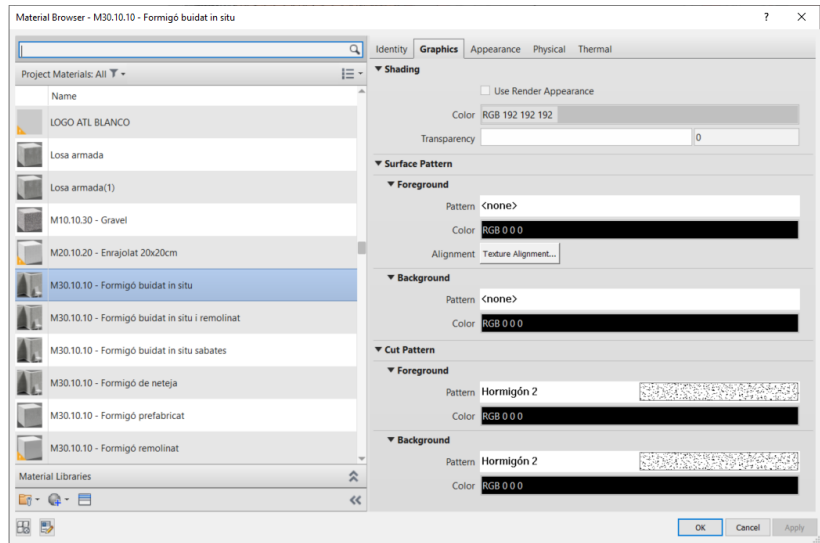 Material Browser - M30.10.10 - Formigó buidat in situ
?
Project Materials: All
Name
LOGO ATL BLANCO
Losa armada
Losa armada(1)
M10.10.30 - Gravel
M20.10.20 - Enrajolat 20x20cm
M30.10.10 - Formigó buidat in situ
M30.10.10 - Formigó buidat in situ i remolinat
M30.10.10 - Formigó buidat in situ sabates
M30.10.10 - Formigó de neteja
M30.10.10 - Formigó prefabricat
M30.10.10 - Formigó remolinat
Material Libraries
Identity Graphics Appearance Physical Thermal
Shading
Use Render Appearance
Color RGB 192 192 192
Transparency 0
Surface Pattern
Foreground
Pattern <none>
Color RGB 0 0 0
Alignment Texture Alignment...
Background
Pattern <none>
Color RGB 0 0 0
Cut Pattern
Foreground
Pattern Hormigón 2
Color RGB 0 0 0
Background
Pattern Hormigón 2
Color RGB 0 0 0
OK Cancel Apply